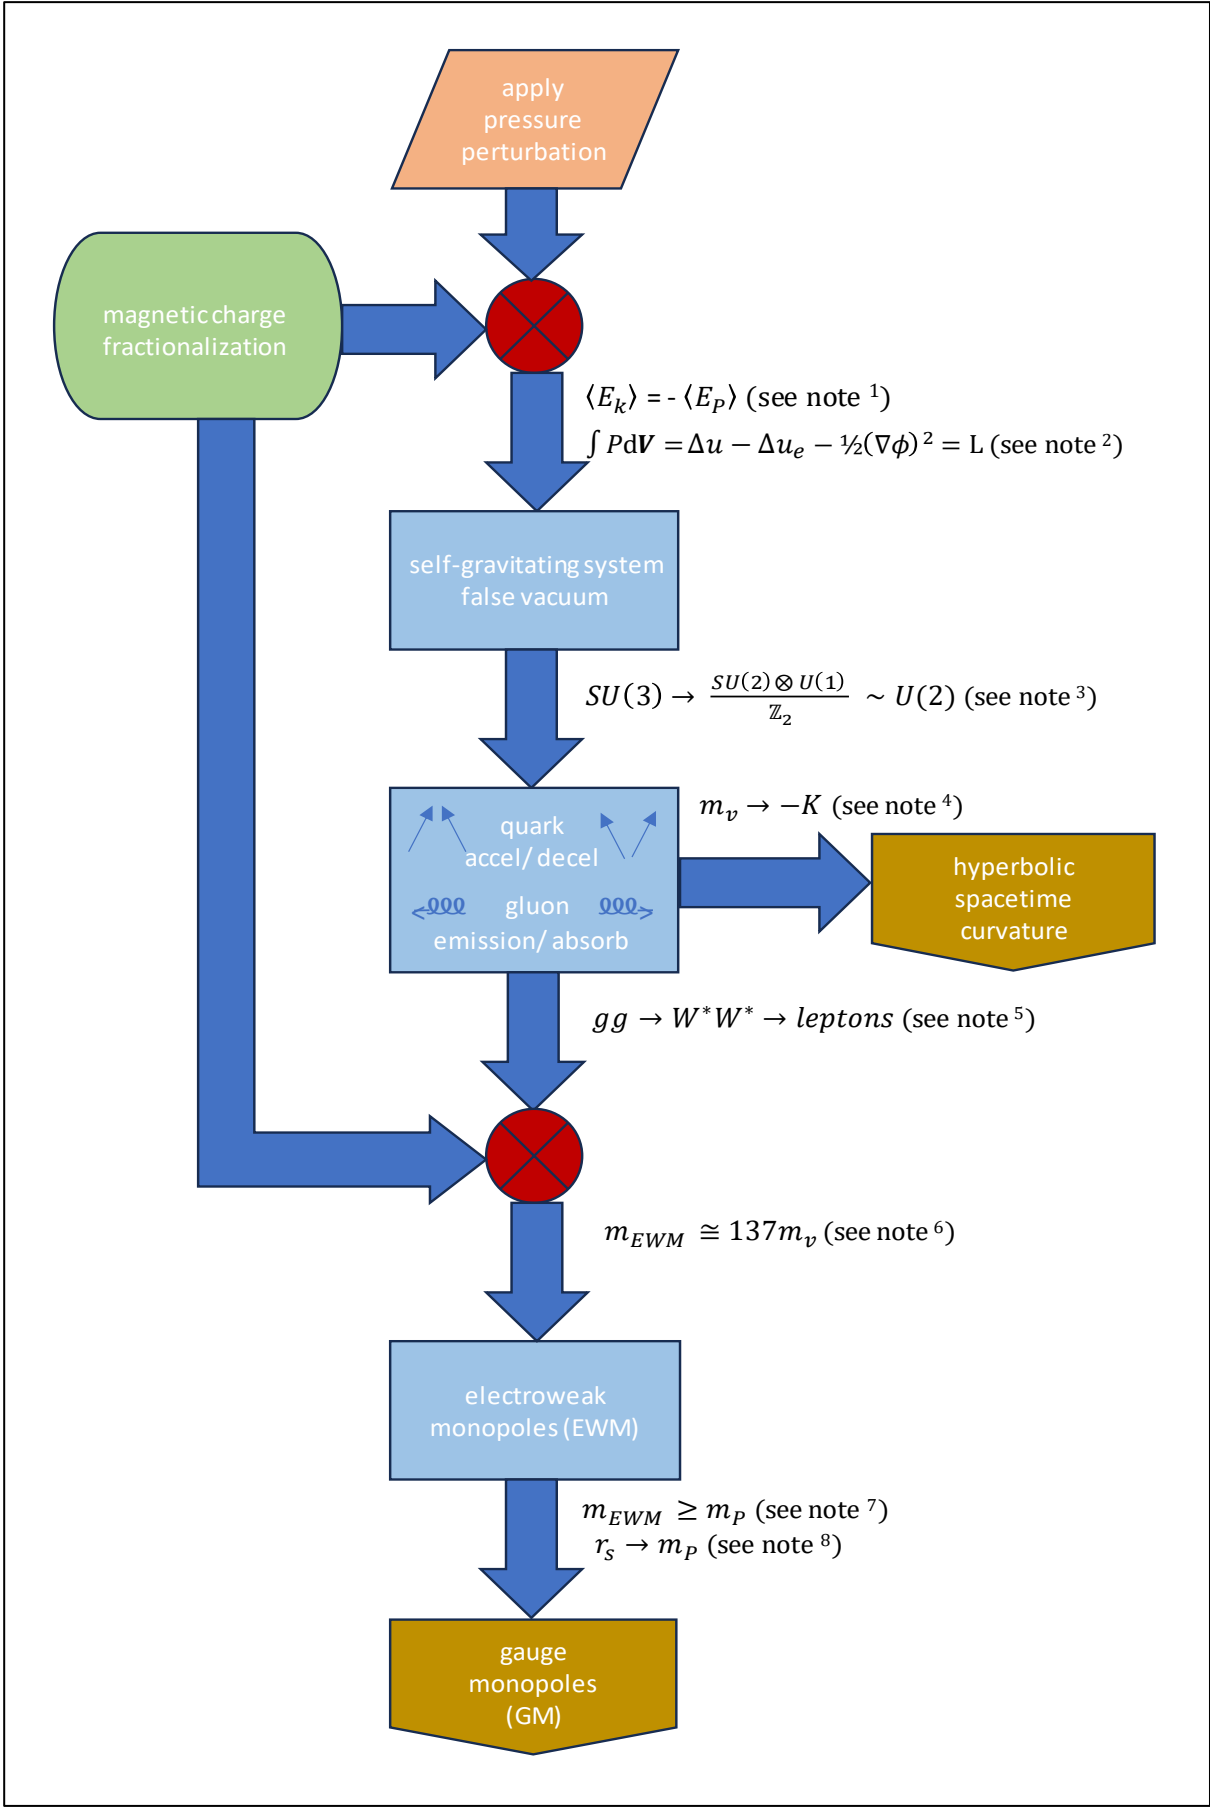 apply
pressure
perturbation
magnetic charge
fractionalization
⟨E_k⟩ = - ⟨E_P⟩ (see note ¹)
∫ PdV = Δu − Δu_e − ½(∇ϕ)² = L (see note ²)
self-gravitating system
false vacuum
SU(3) → SU(2) ⊗ U(1) / ℤ₂ ~ U(2) (see note ³)
m_v → −K (see note ⁴)
quark
accel/ decel
gluon
emission/ absorb
hyperbolic
spacetime
curvature
gg → W*W* → leptons (see note ⁵)
m_EWM ≅ 137m_v (see note ⁶)
electroweak
monopoles (EWM)
m_EWM ≥ m_P (see note ⁷)
r_s → m_P (see note ⁸)
gauge
monopoles
(GM)